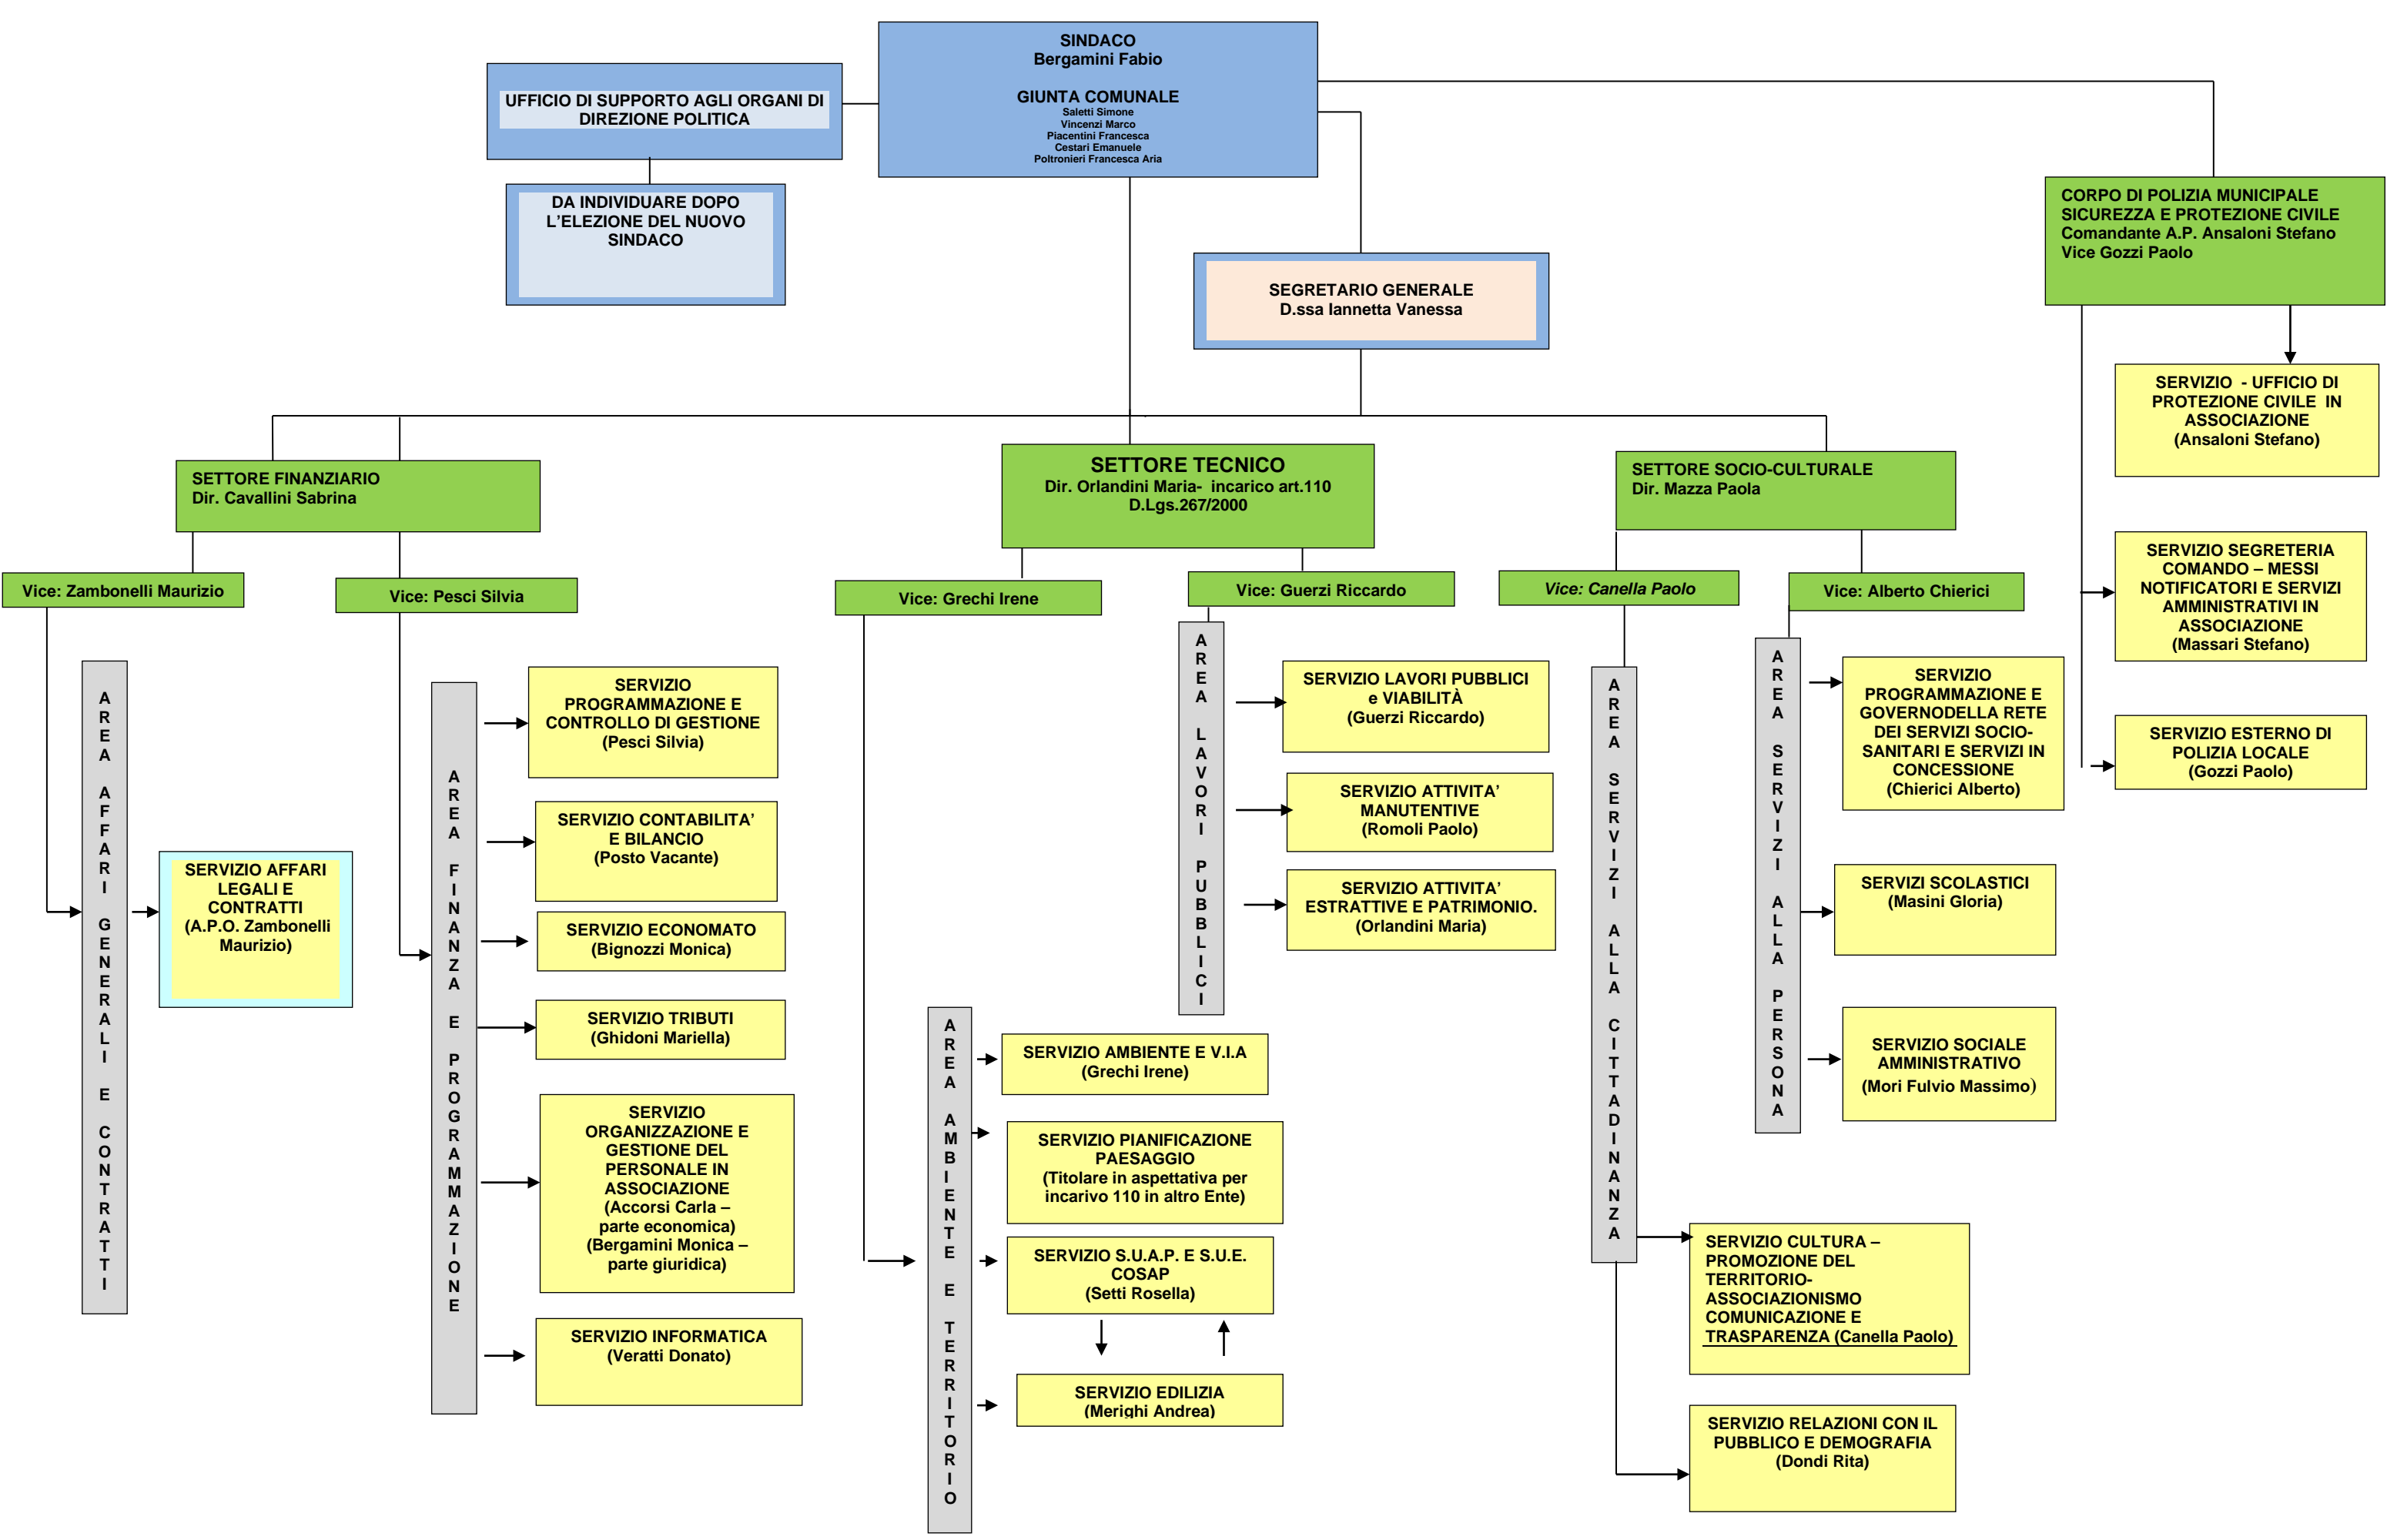 SINDACO
Bergamini Fabio
GIUNTA COMUNALE
Saletti Simone
Vincenzi Marco
Piacentini Francesca
Cestari Emanuele
Poltronieri Francesca Aria
UFFICIO DI SUPPORTO AGLI ORGANI DI
DIREZIONE POLITICA
DA INDIVIDUARE DOPO
L'ELEZIONE DEL NUOVO
SINDACO
SEGRETARIO GENERALE
D.ssa Iannetta Vanessa
CORPO DI POLIZIA MUNICIPALE
SICUREZZA E PROTEZIONE CIVILE
Comandante A.P. Ansaloni Stefano
Vice Gozzi Paolo
SERVIZIO - UFFICIO DI
PROTEZIONE CIVILE IN
ASSOCIAZIONE
(Ansaloni Stefano)
SERVIZIO SEGRETERIA
COMANDO – MESSI
NOTIFICATORI E SERVIZI
AMMINISTRATIVI IN
ASSOCIAZIONE
(Massari Stefano)
SERVIZIO ESTERNO DI
POLIZIA LOCALE
(Gozzi Paolo)
SETTORE FINANZIARIO
Dir. Cavallini Sabrina
Vice: Zambonelli Maurizio
AREA AFFARI GENERALI E CONTRATTI
SERVIZIO AFFARI
LEGALI E
CONTRATTI
(A.P.O. Zambonelli
Maurizio)
Vice: Pesci Silvia
AREA FINANZA E PROGRAMMAZIONE
SERVIZIO
PROGRAMMAZIONE E
CONTROLLO DI GESTIONE
(Pesci Silvia)
SERVIZIO CONTABILITA'
E BILANCIO
(Posto Vacante)
SERVIZIO ECONOMATO
(Bignozzi Monica)
SERVIZIO TRIBUTI
(Ghidoni Mariella)
SERVIZIO
ORGANIZZAZIONE E
GESTIONE DEL
PERSONALE IN
ASSOCIAZIONE
(Accorsi Carla –
parte economica)
(Bergamini Monica –
parte giuridica)
SERVIZIO INFORMATICA
(Veratti Donato)
SETTORE TECNICO
Dir. Orlandini Maria- incarico art.110
D.Lgs.267/2000
Vice: Grechi Irene
AREA AMBIENTE E TERRITORIO
SERVIZIO AMBIENTE E V.I.A
(Grechi Irene)
SERVIZIO PIANIFICAZIONE
PAESAGGIO
(Titolare in aspettativa per
incarivo 110 in altro Ente)
SERVIZIO S.U.A.P. E S.U.E.
COSAP
(Setti Rosella)
SERVIZIO EDILIZIA
(Merighi Andrea)
Vice: Guerzi Riccardo
AREA LAVORI PUBBLICI
SERVIZIO LAVORI PUBBLICI
e VIABILITÀ
(Guerzi Riccardo)
SERVIZIO ATTIVITA'
MANUTENTIVE
(Romoli Paolo)
SERVIZIO ATTIVITA'
ESTRATTIVE E PATRIMONIO.
(Orlandini Maria)
SETTORE SOCIO-CULTURALE
Dir. Mazza Paola
Vice: Canella Paolo
AREA SERVIZI ALLA CITTADINANZA
SERVIZIO CULTURA –
PROMOZIONE DEL
TERRITORIO-
ASSOCIAZIONISMO
COMUNICAZIONE E
TRASPARENZA (Canella Paolo)
SERVIZIO RELAZIONI CON IL
PUBBLICO E DEMOGRAFIA
(Dondi Rita)
Vice: Alberto Chierici
AREA SERVIZI ALLA PERSONA
SERVIZIO
PROGRAMMAZIONE E
GOVERNODELLA RETE
DEI SERVIZI SOCIO-
SANITARI E SERVIZI IN
CONCESSIONE
(Chierici Alberto)
SERVIZI SCOLASTICI
(Masini Gloria)
SERVIZIO SOCIALE
AMMINISTRATIVO
(Mori Fulvio Massimo)